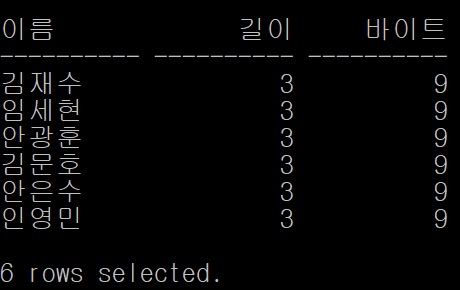 이름 길이 바이트
---------- ---------- ----------
김재수 3 9
임세현 3 9
안광훈 3 9
김문호 3 9
안은수 3 9
인영민 3 9
6 rows selected.